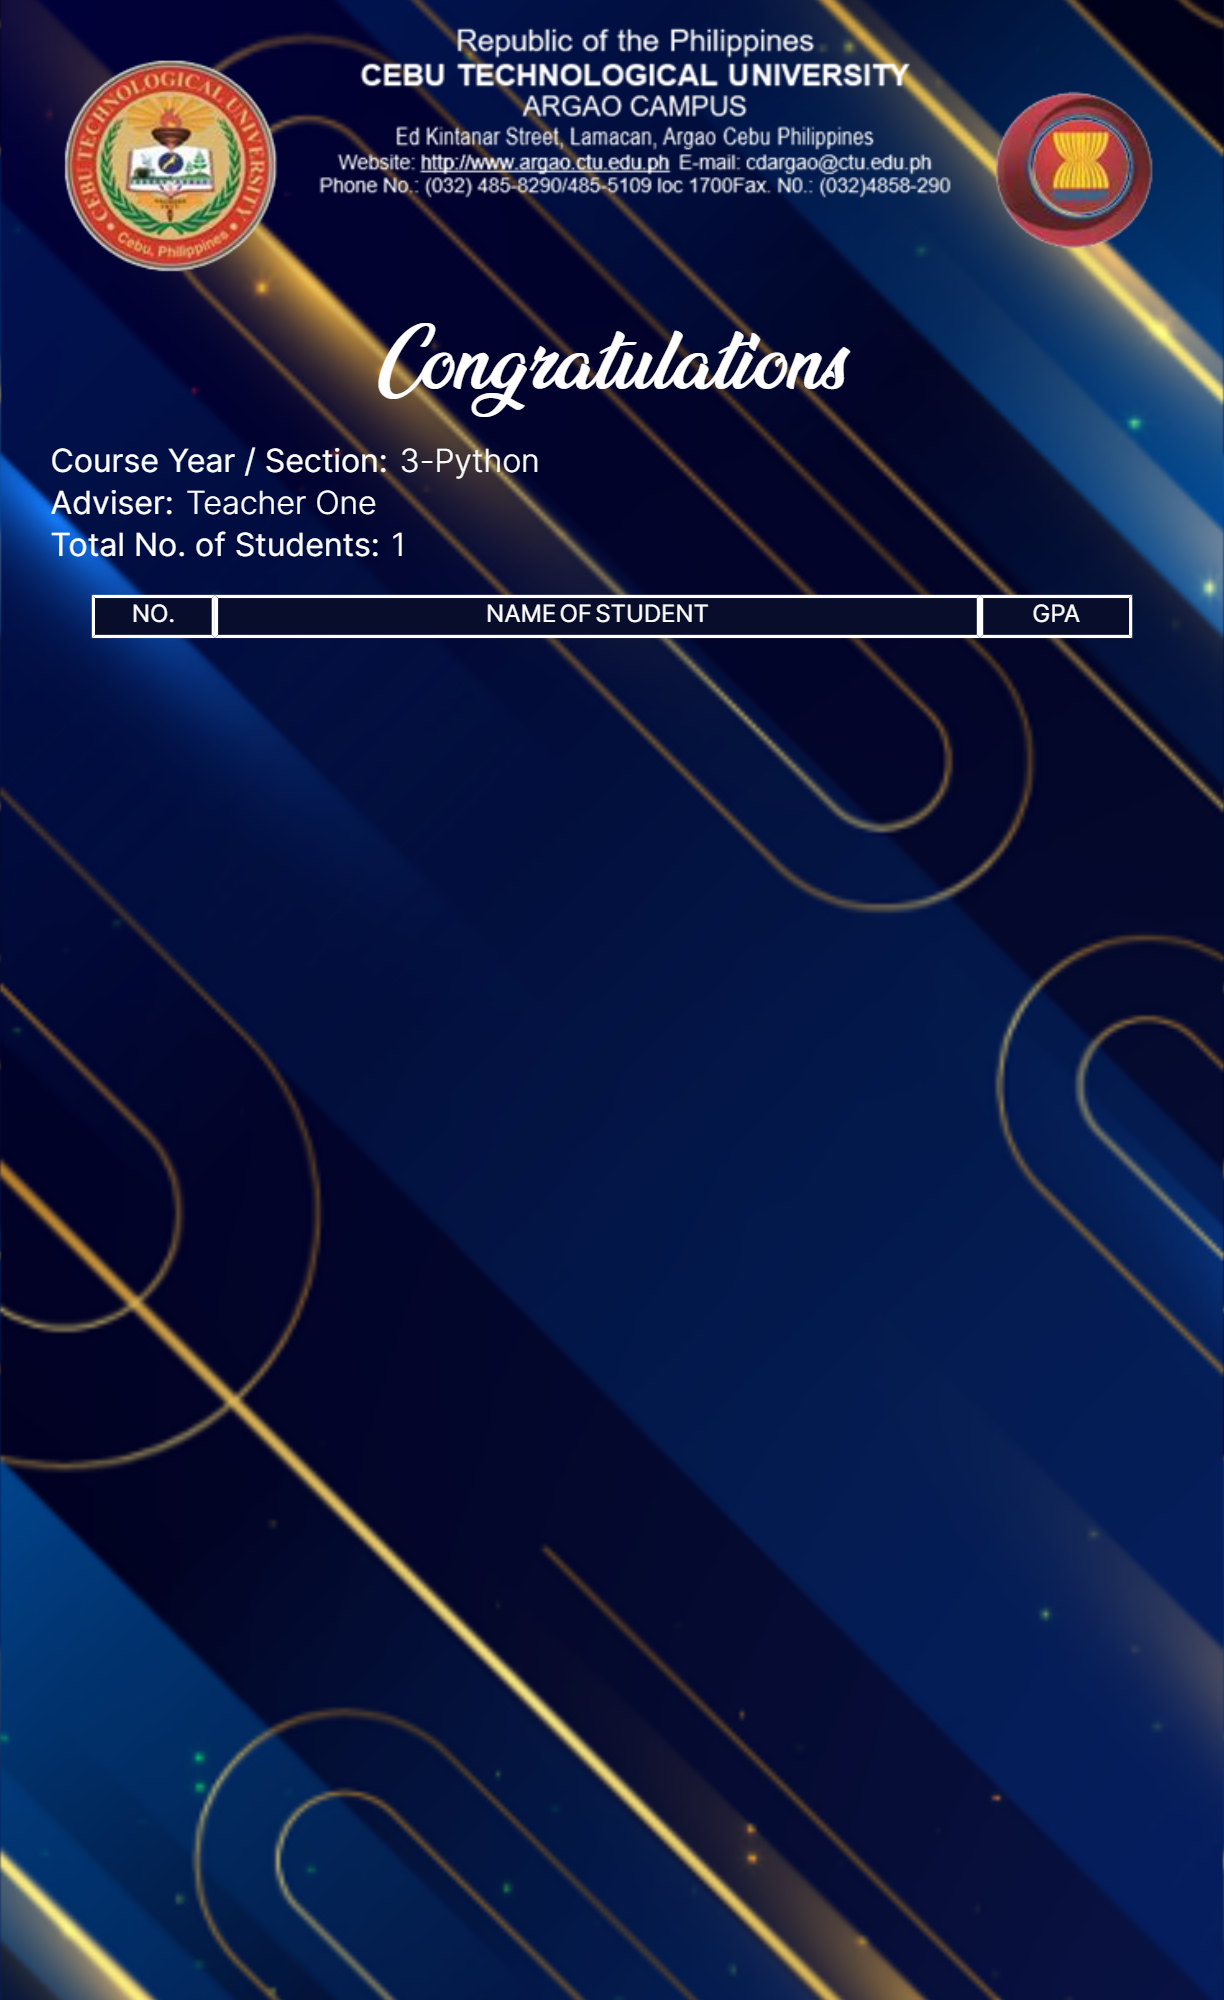 Republic of the Philippines
CEBU TECHNOLOGICAL UNIVERSITY
ARGAO CAMPUS
Ed Kintanar Street, Lamacan, Argao Cebu Philippines
Website: http://www.argao.ctu.edu.ph E-mail: cdargao@ctu.edu.ph
Phone No.: (032) 485-8290/485-5109 loc 1700Fax. N0.: (032)4858-290
CEBU TECHNOLOGICAL UNIVERSITY
Cebu, Philippines
Congratulations
Course Year / Section: 3-Python
Adviser: Teacher One
Total No. of Students: 1
NO. NAME OF STUDENT GPA